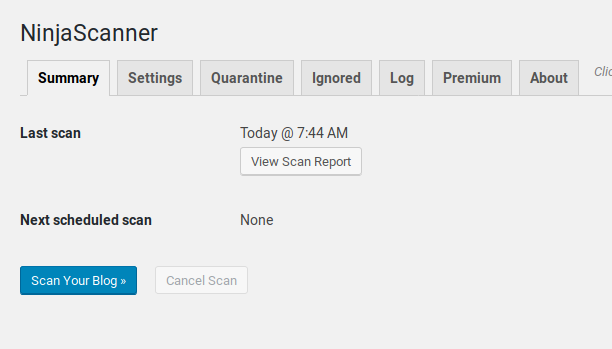 NinjaScanner
Summary Settings Quarantine Ignored Log Premium About
Last scan Today @ 7:44 AM
View Scan Report
Next scheduled scan None
Scan Your Blog » Cancel Scan